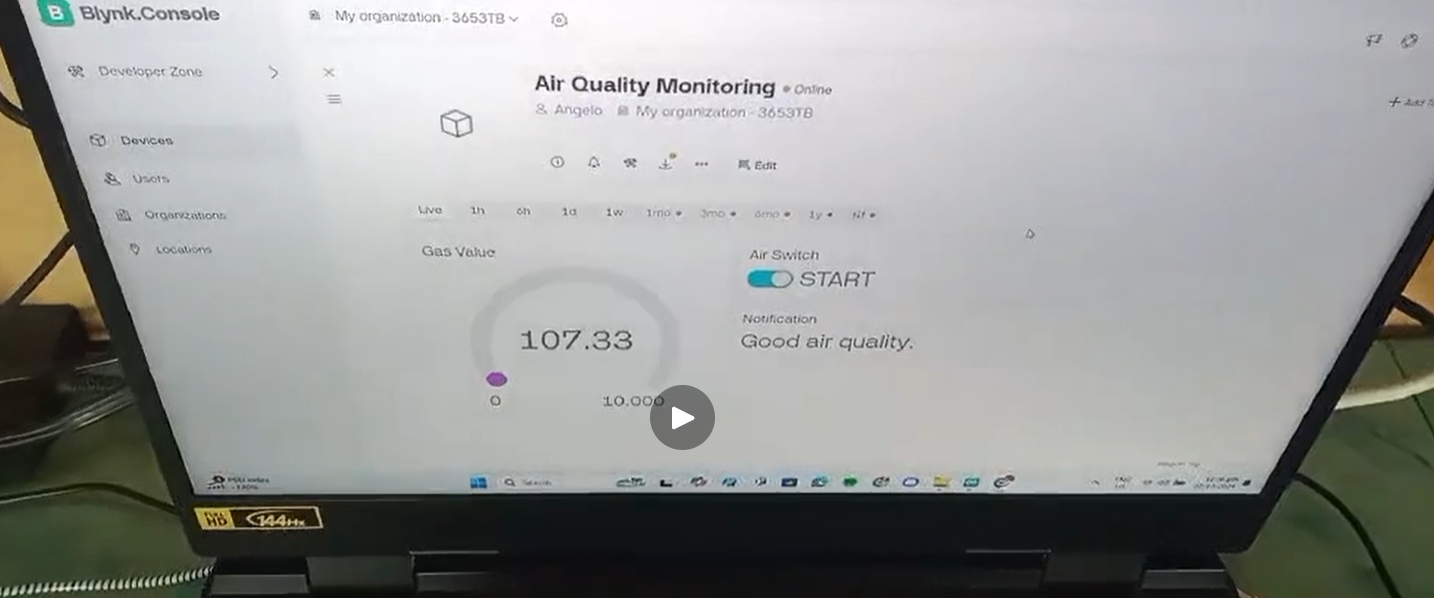 B Blynk.Console
My organization - 3653TB
Developer Zone
Air Quality Monitoring Online
Angelo My organization - 3653TB
Devices
Users
Organizations
Locations
Edit
Live 1h 6h 1d 1w 1mo 3mo 6mo 1y
Gas Value
107.33
0 10.000
Air Switch
START
Notification
Good air quality.
+ Add
Search
FULL HD 144Hz